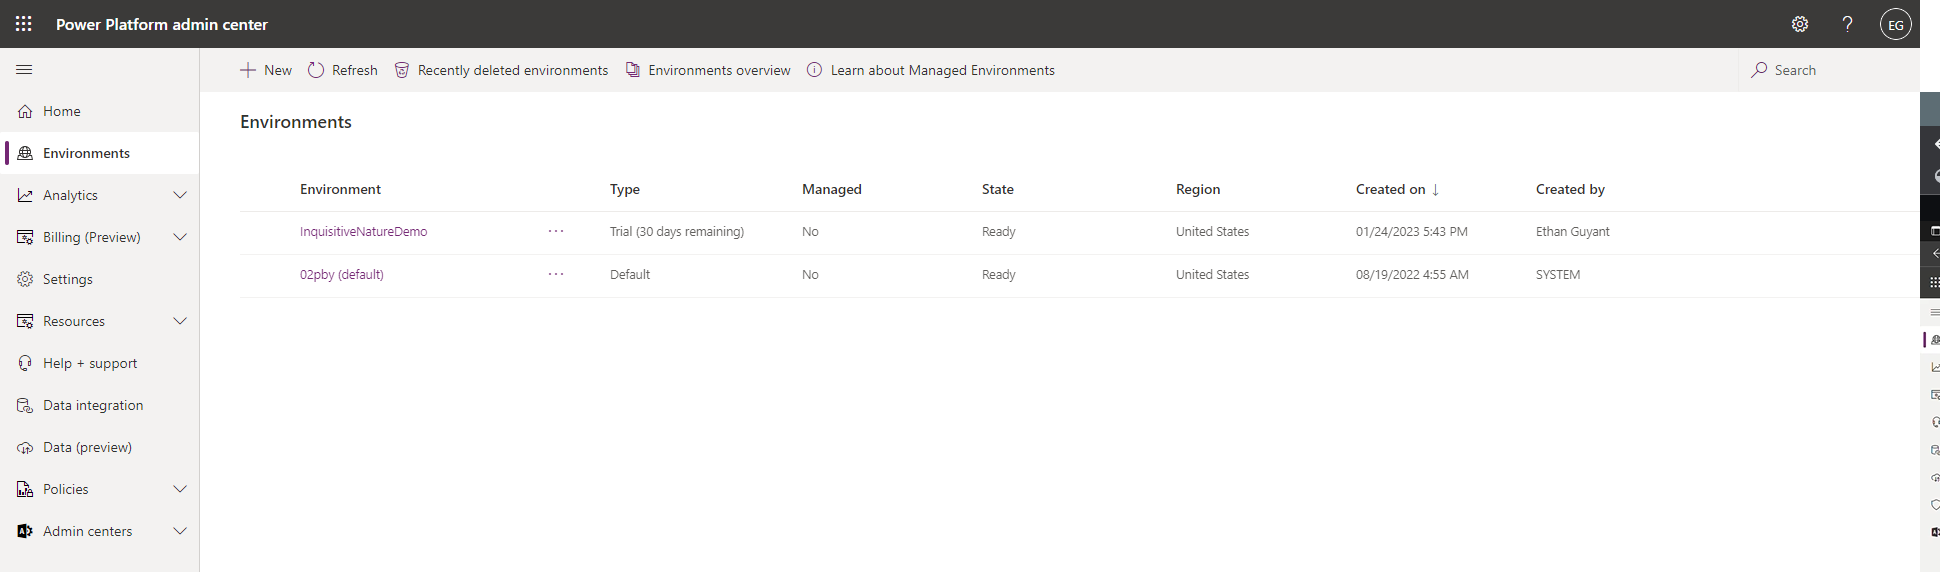 Power Platform admin center
EG
New Refresh Recently deleted environments Environments overview Learn about Managed Environments Search
Home
Environments
Analytics
Billing (Preview)
Settings
Resources
Help + support
Data integration
Data (preview)
Policies
Admin centers
Environments
Environment Type Managed State Region Created on ↓ Created by
InquisitiveNatureDemo ... Trial (30 days remaining) No Ready United States 01/24/2023 5:43 PM Ethan Guyant
02pby (default) ... Default No Ready United States 08/19/2022 4:55 AM SYSTEM